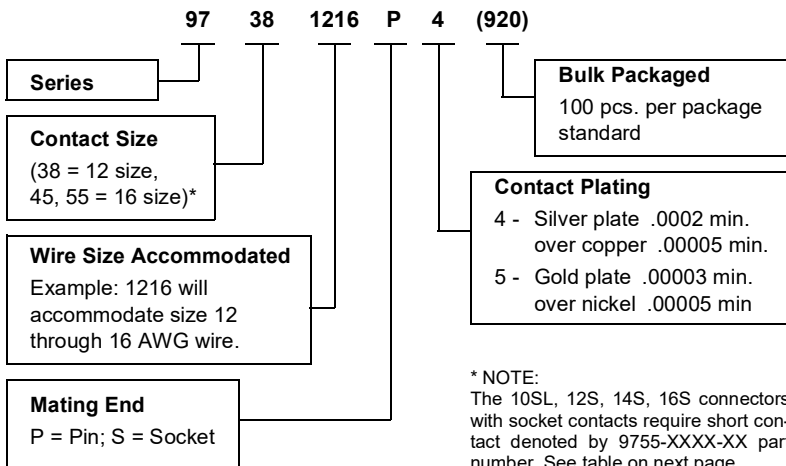 97 38 1216 P 4 (920)
Series
Contact Size
(38 = 12 size,
45, 55 = 16 size)*
Wire Size Accommodated
Example: 1216 will
accommodate size 12
through 16 AWG wire.
Mating End
P = Pin; S = Socket
Bulk Packaged
100 pcs. per package
standard
Contact Plating
4 - Silver plate .0002 min.
over copper .00005 min.
5 - Gold plate .00003 min.
over nickel .00005 min
* NOTE:
The 10SL, 12S, 14S, 16S connectors
with socket contacts require short con-
tact denoted by 9755-XXXX-XX part
number. See table on next page